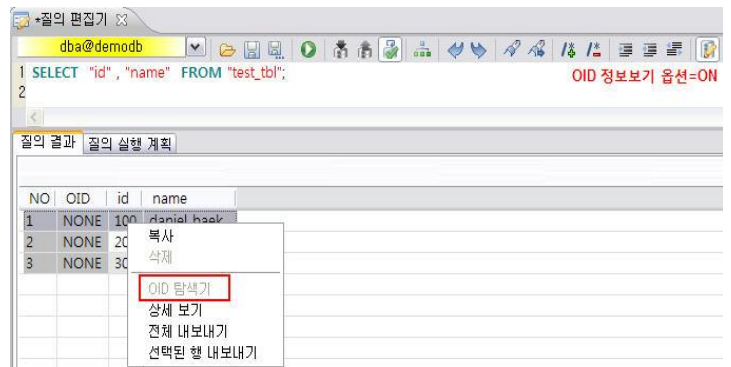 *질의 편집기
dba@demodb
1 SELECT "id" , "name" FROM "test_tbl";
OID 정보보기 옵션=ON
2
질의 결과 질의 실행 계획
NO OID id name
1 NONE 100 daniel baek
2 NONE 20
3 NONE 30
복사
삭제
OID 탐색기
상세 보기
전체 내보내기
선택된 행 내보내기